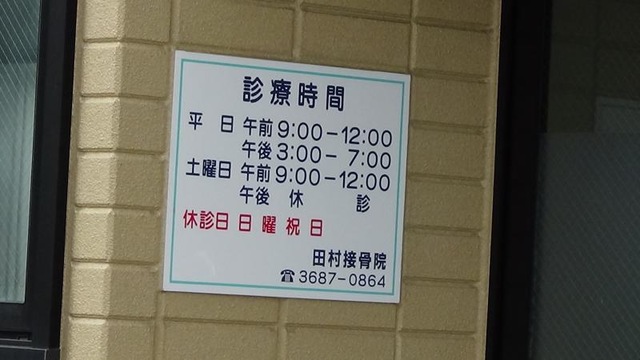 診療時間
平 日 午前 9:00-12:00
午後 3:00- 7:00
土曜日 午前 9:00-12:00
午後 休 診
休診日 日 曜 祝 日
田村接骨院
☎3687-0864